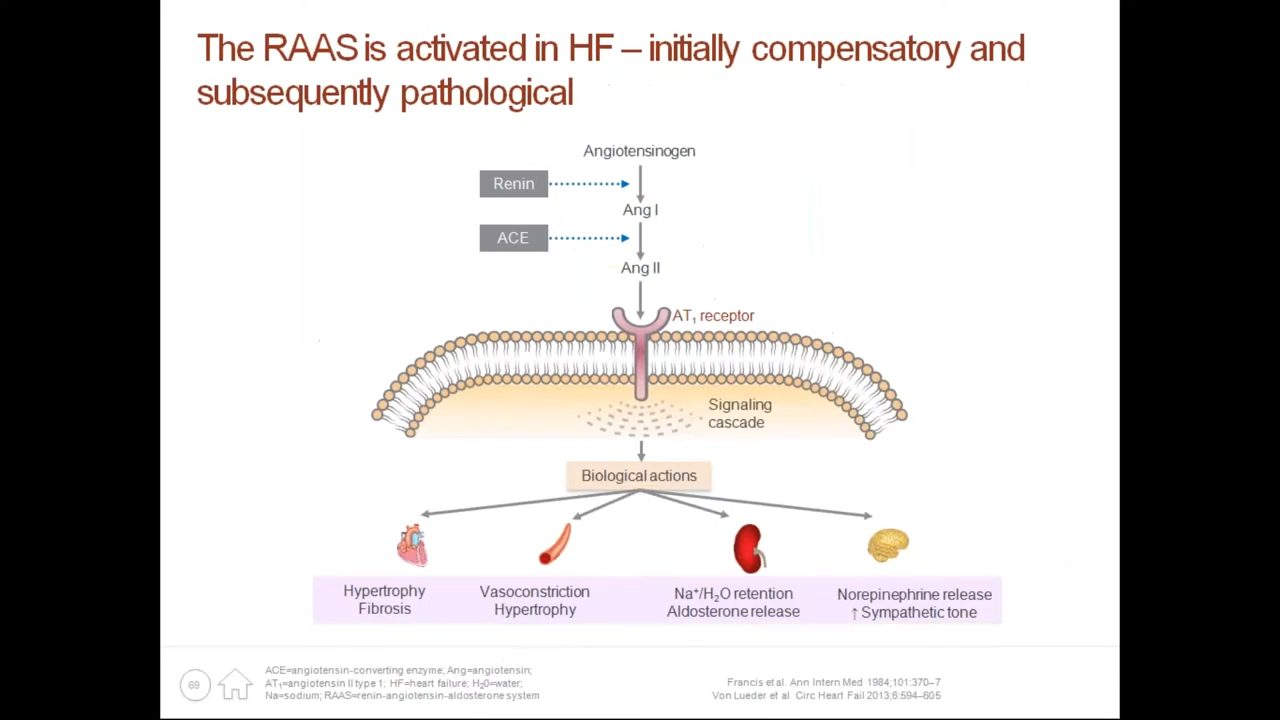 The RAAS is activated in HF – initially compensatory and
subsequently pathological
Angiotensinogen
Renin
Ang I
ACE
Ang II
AT₁ receptor
Signaling
cascade
Biological actions
Hypertrophy
Fibrosis
Vasoconstriction
Hypertrophy
Na⁺/H₂O retention
Aldosterone release
Norepinephrine release
↑ Sympathetic tone
69
ACE=angiotensin-converting enzyme; Ang=angiotensin;
AT₁=angiotensin II type 1; HF=heart failure; H₂0=water;
Na=sodium; RAAS=renin-angiotensin-aldosterone system
Francis et al. Ann Intern Med 1984;101:370–7
Von Lueder et al. Circ Heart Fail 2013;6:594–605